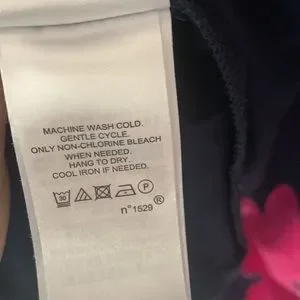 MACHINE WASH COLD.
GENTLE CYCLE.
ONLY NON-CHLORINE BLEACH
WHEN NEEDED.
HANG TO DRY.
COOL IRON IF NEEDED.
30 P
n°1529®